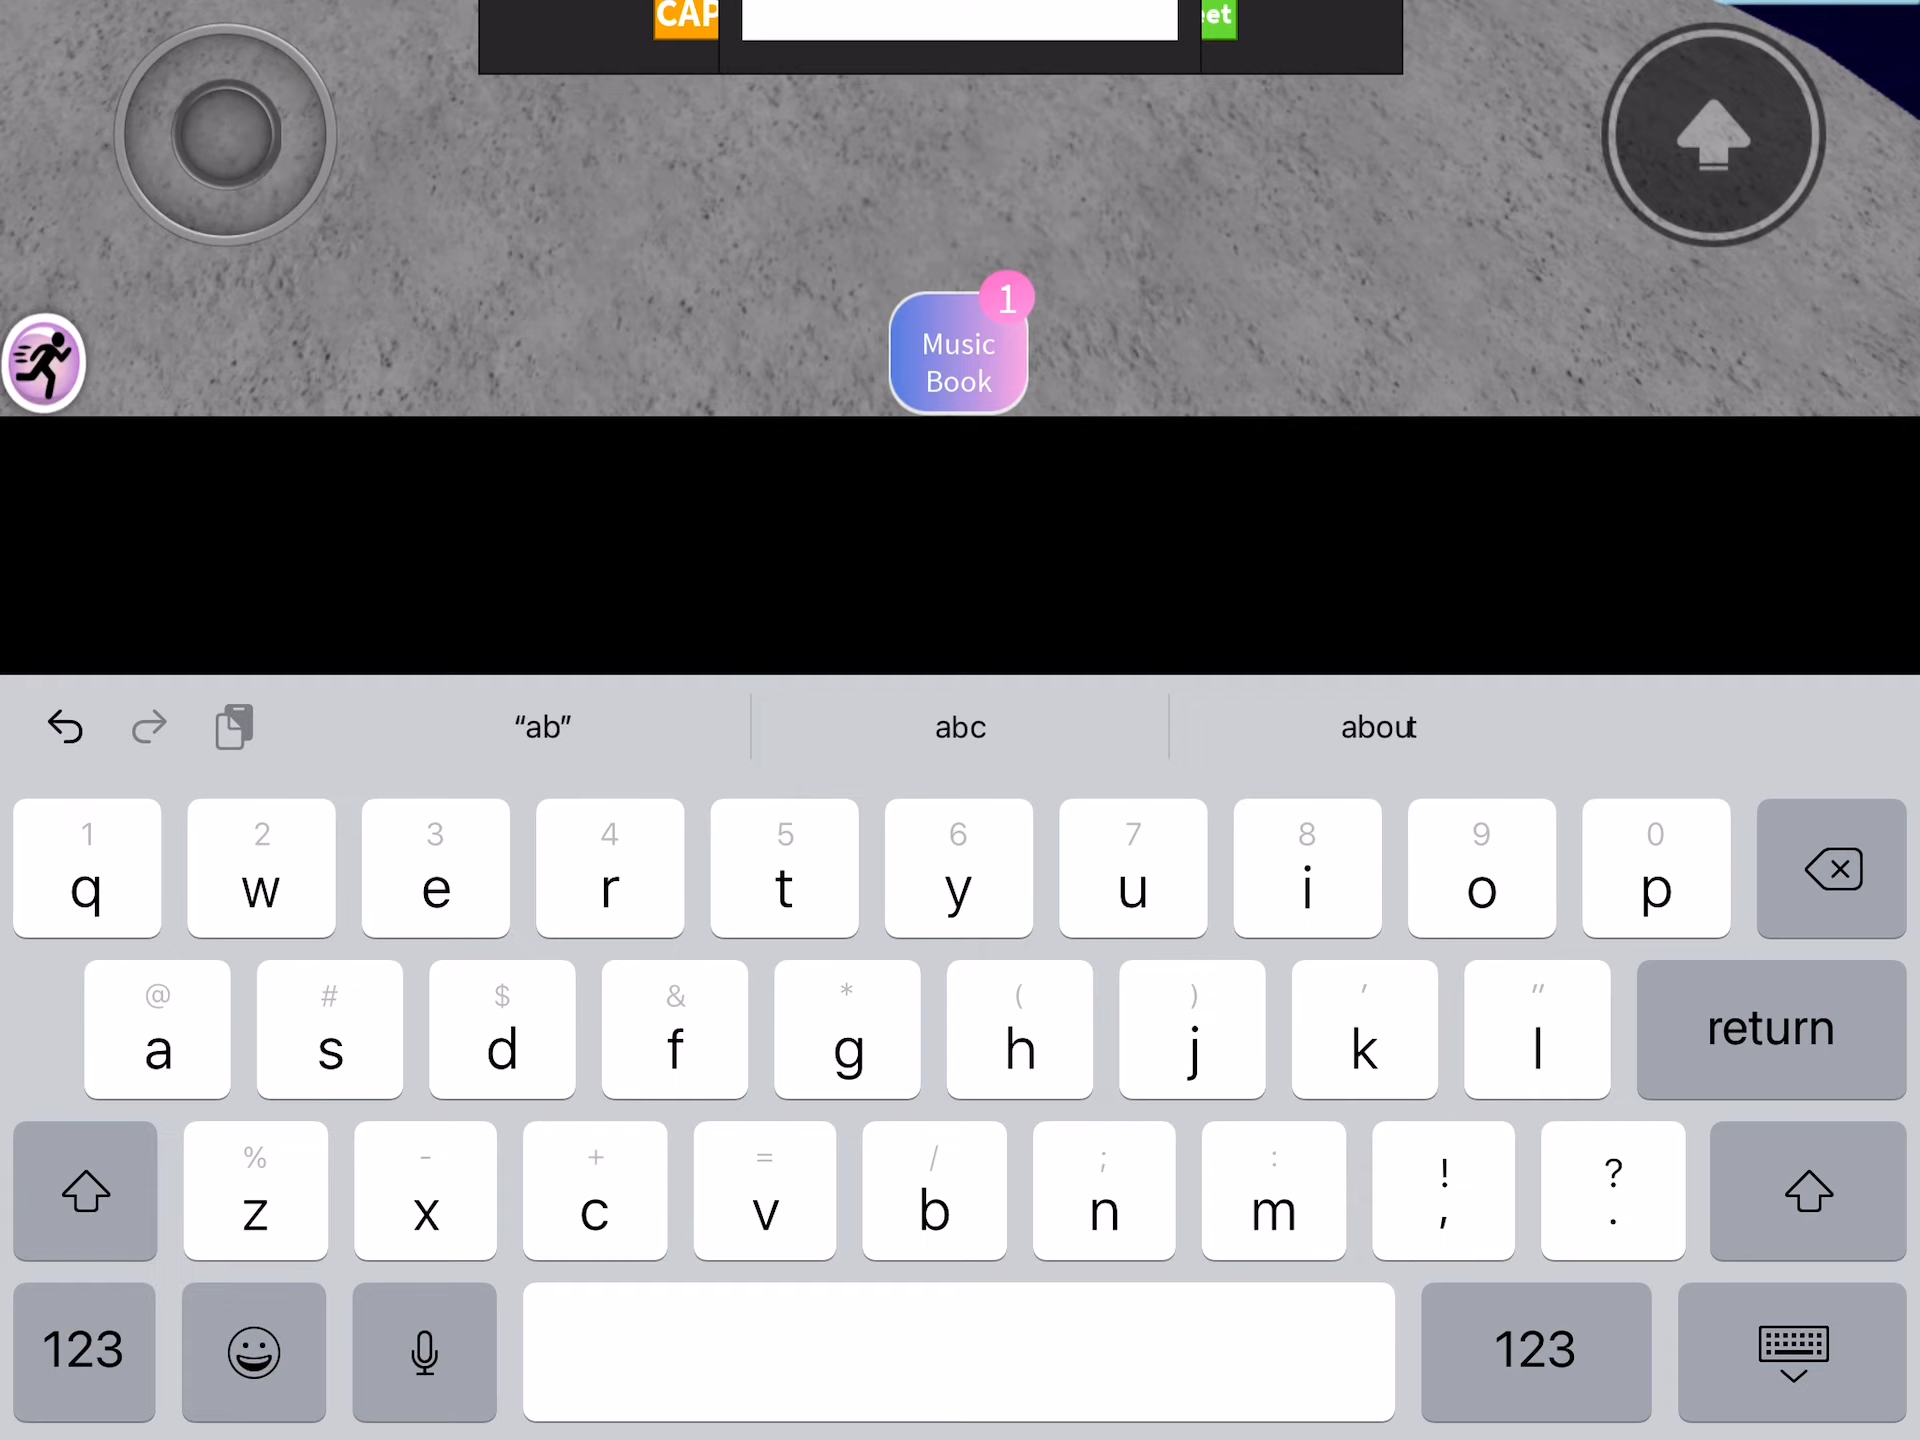 CAP
et
1
Music
Book
“ab” abc about
1 2 3 4 5 6 7 8 9 0
q w e r t y u i o p
@ # $ & * ( ) ' "
a s d f g h j k l return
% - + = / ; : ! ?
z x c v b n m , .
123 123